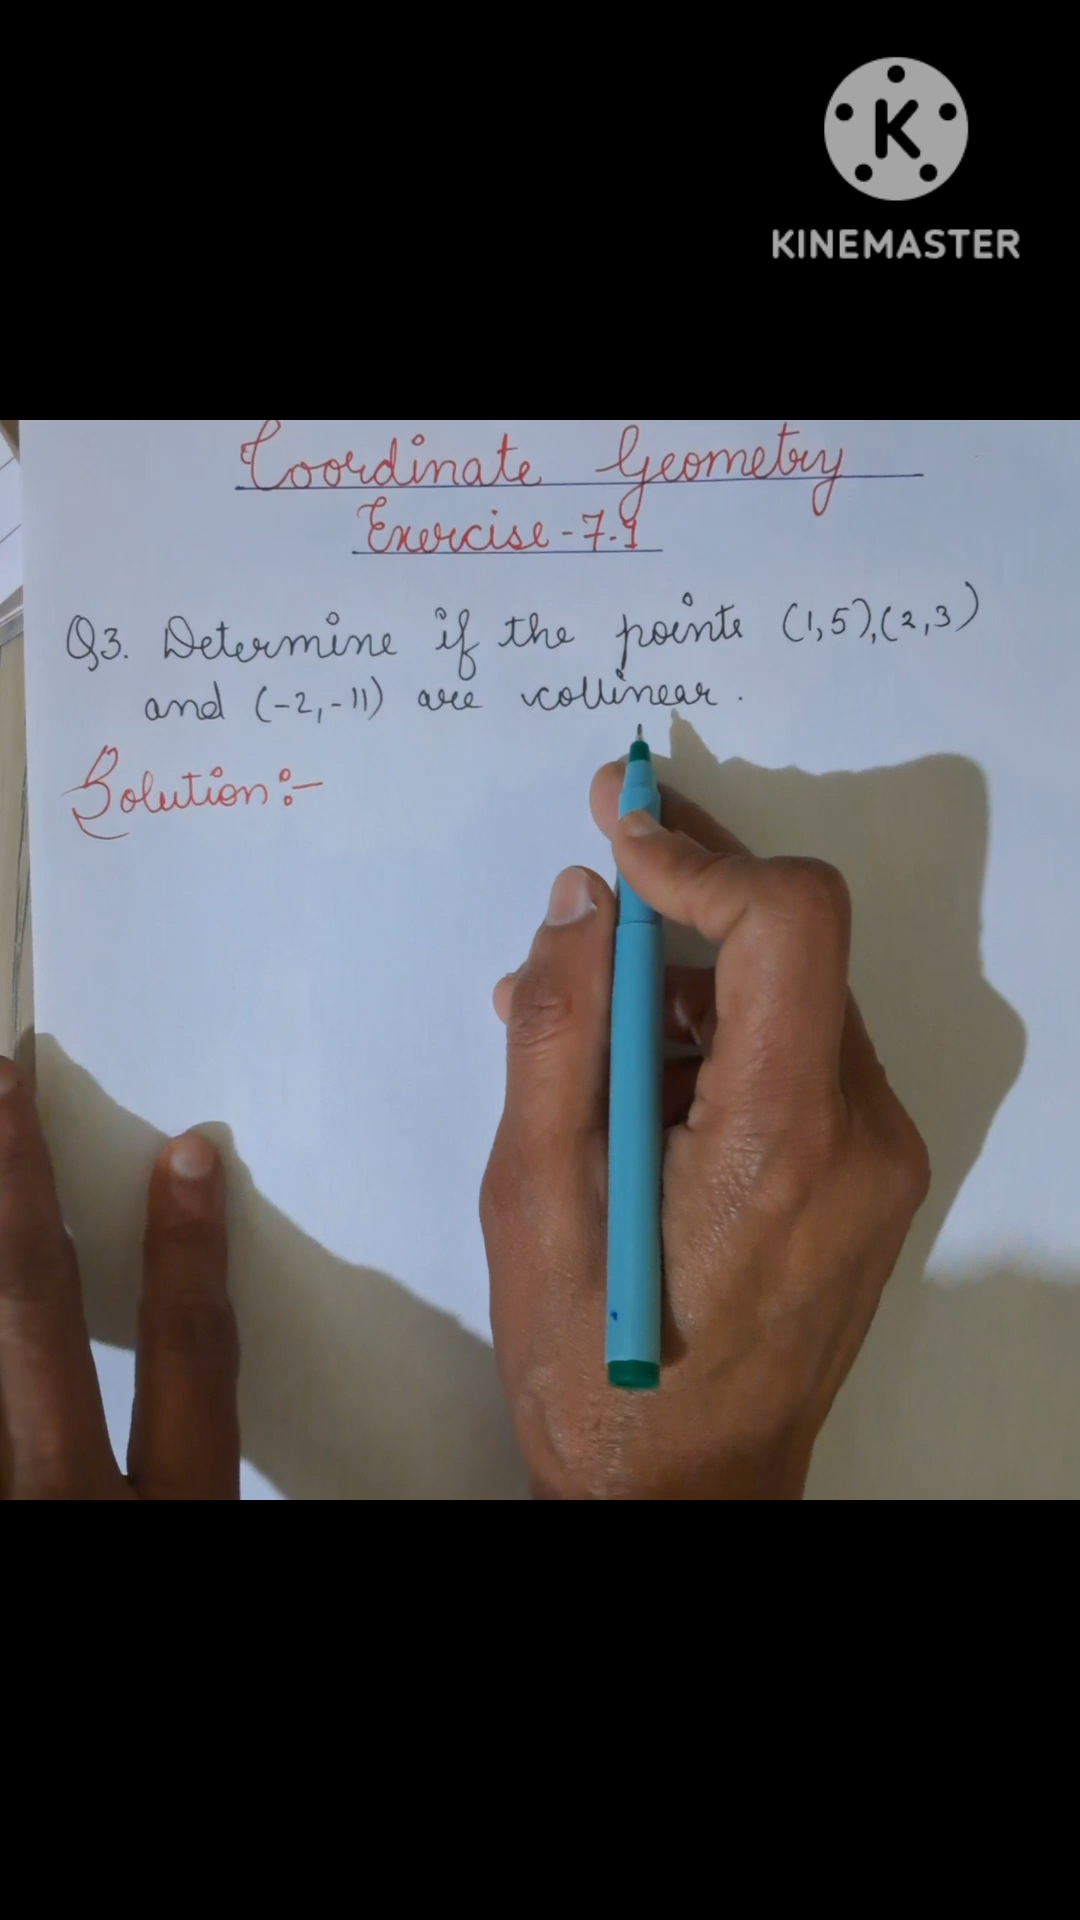 KINEMASTER
Coordinate Geometry
Exercise-7.1
Q3. Determine if the points (1,5),(2,3)
and (-2,-11) are collinear.
Solution:-